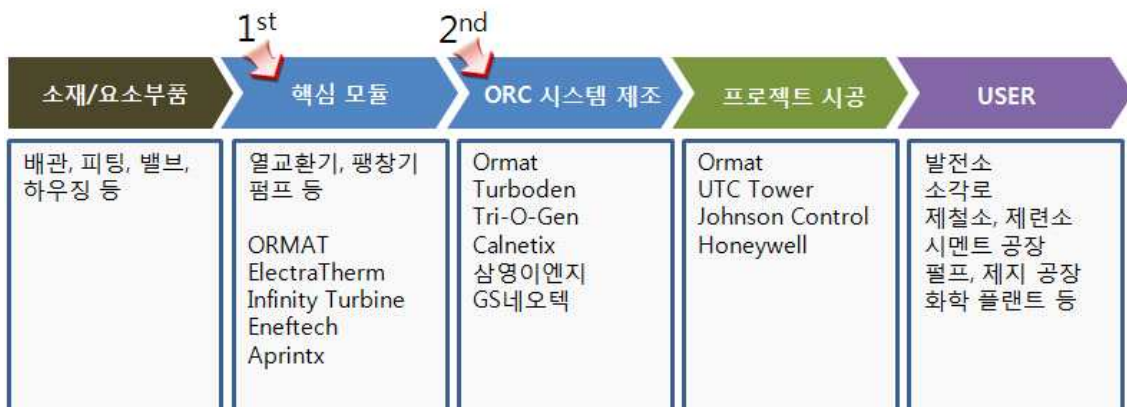 1st
2nd
소재/요소부품
핵심 모듈
ORC 시스템 제조
프로젝트 시공
USER
배관, 피팅, 밸브,
하우징 등
열교환기, 팽창기
펌프 등
ORMAT
ElectraTherm
Infinity Turbine
Eneftech
Aprintx
Ormat
Turboden
Tri-O-Gen
Calnetix
삼영이엔지
GS네오텍
Ormat
UTC Tower
Johnson Control
Honeywell
발전소
소각로
제철소, 제련소
시멘트 공장
펄프, 제지 공장
화학 플랜트 등